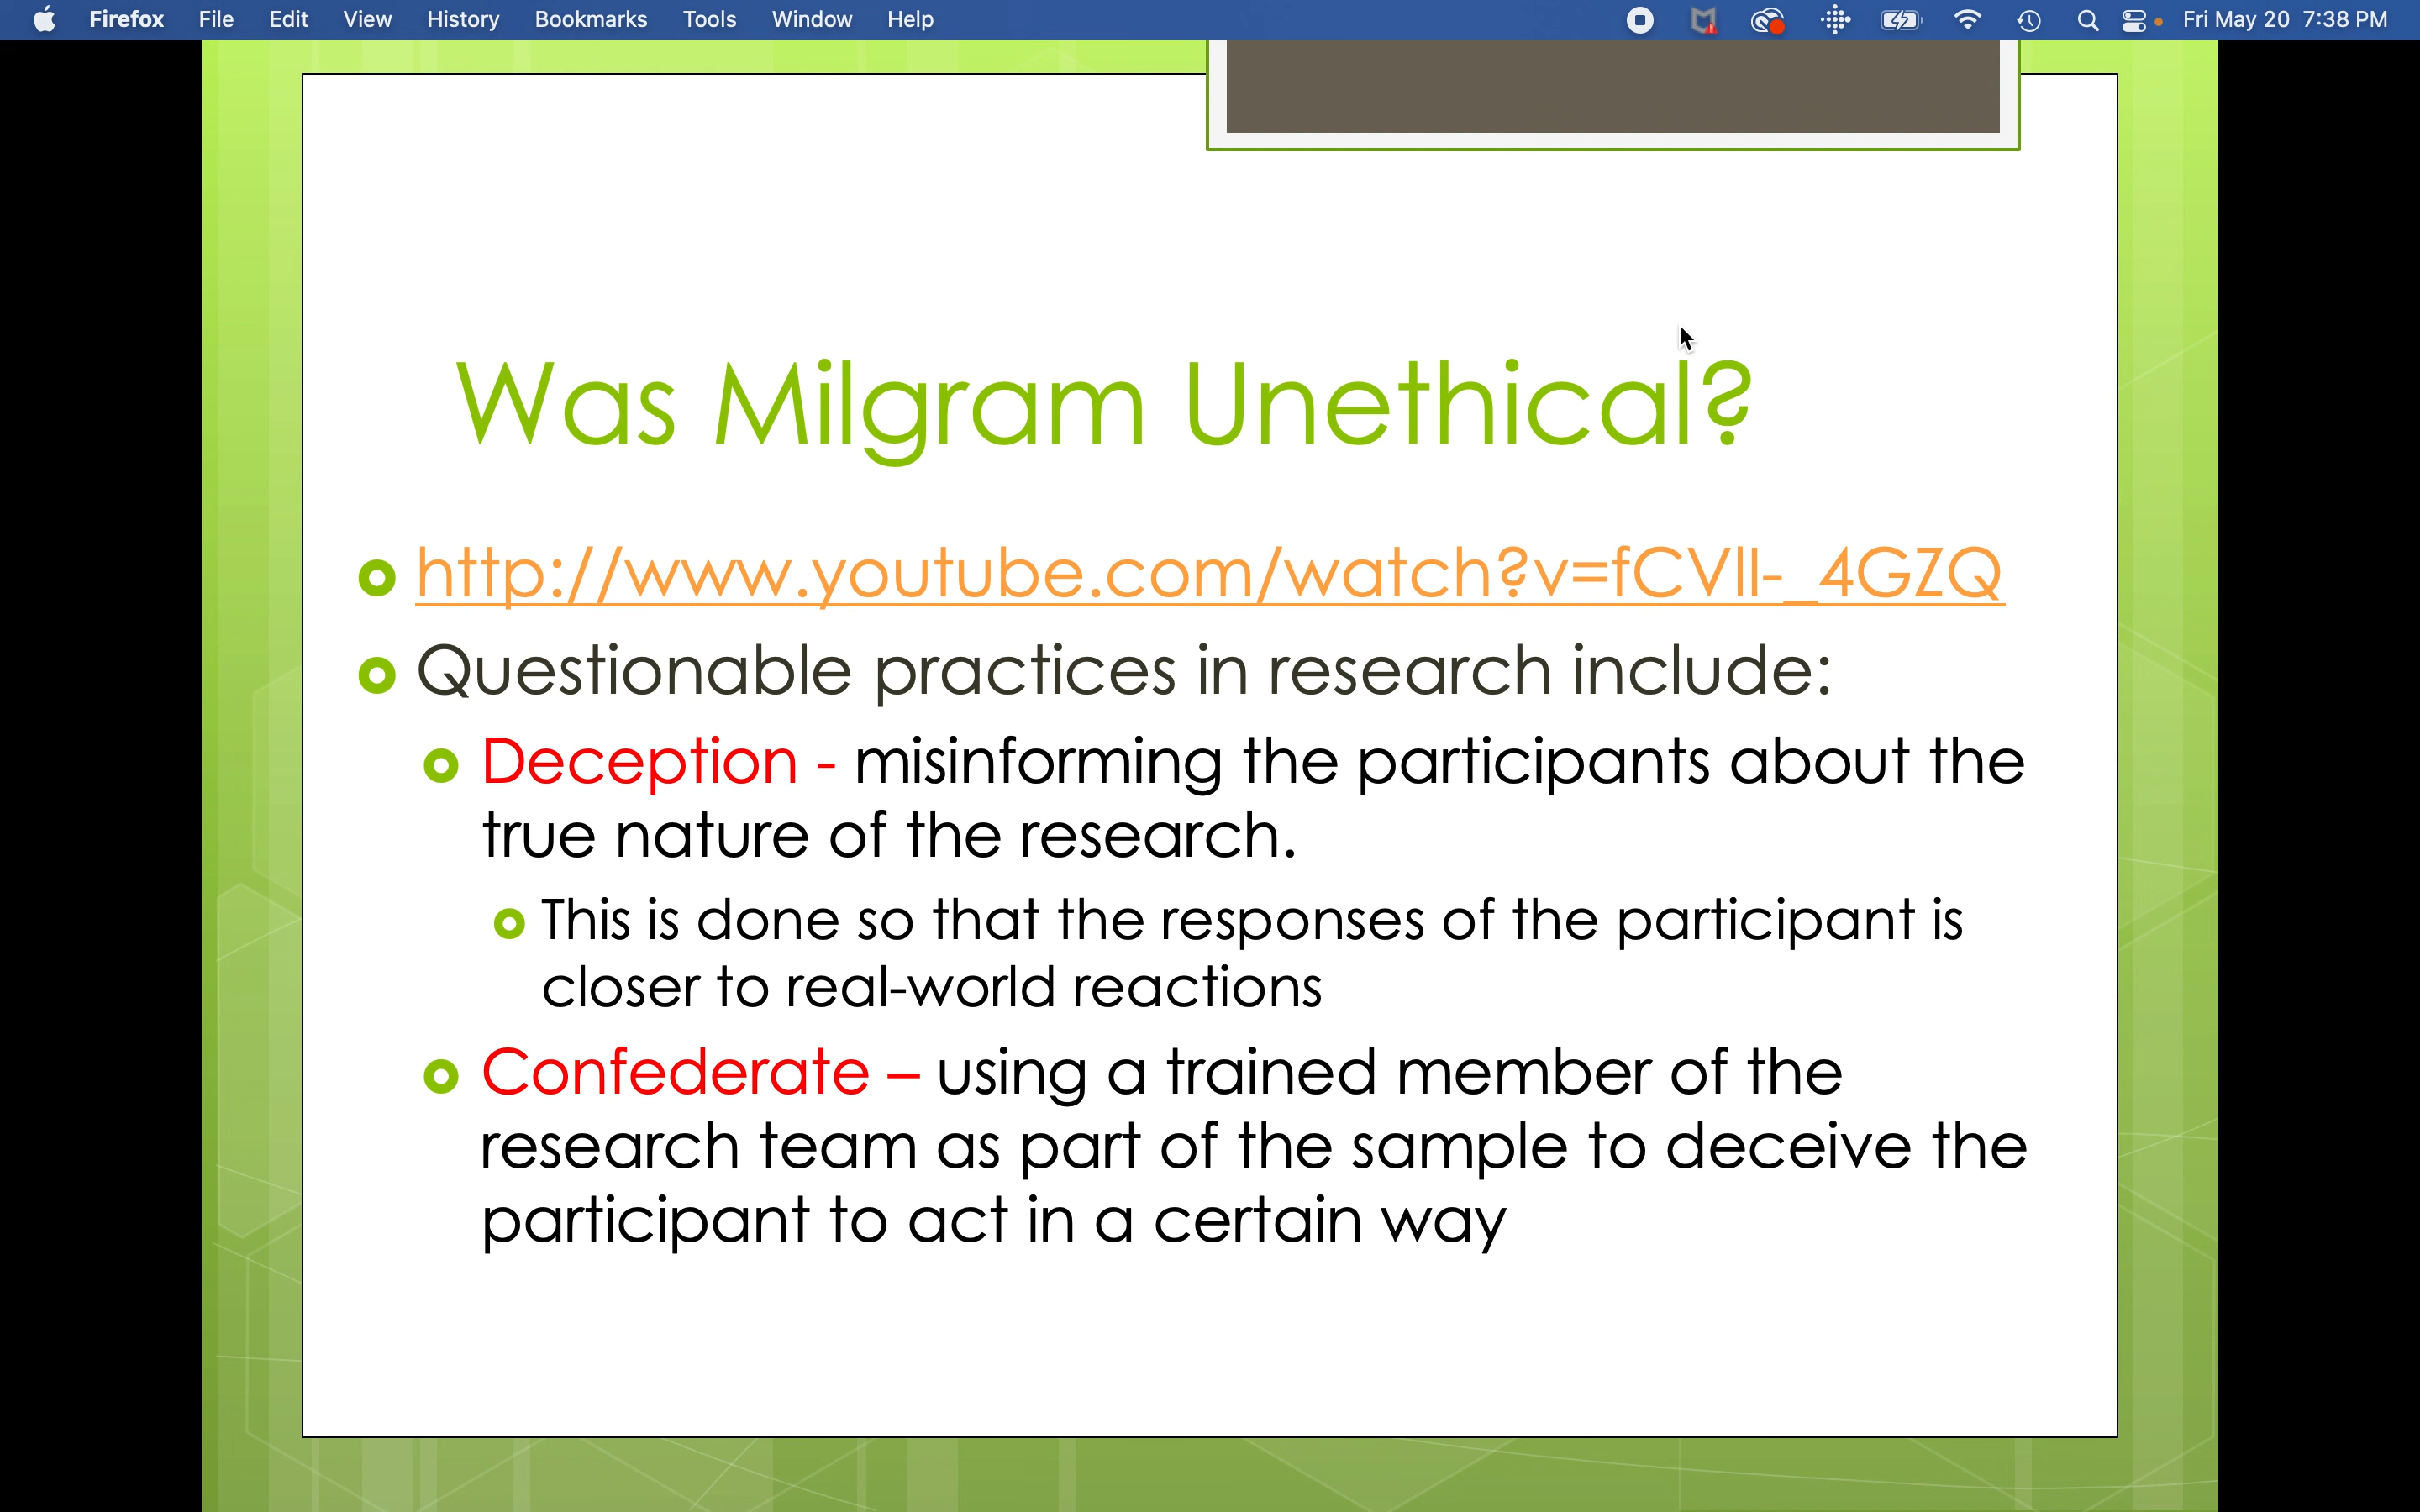 Firefox File Edit View History Bookmarks Tools Window Help Fri May 20 7:38 PM
Was Milgram Unethical?
http://www.youtube.com/watch?v=fCVlI-_4GZQ
Questionable practices in research include:
Deception - misinforming the participants about the
true nature of the research.
This is done so that the responses of the participant is
closer to real-world reactions
Confederate – using a trained member of the
research team as part of the sample to deceive the
participant to act in a certain way